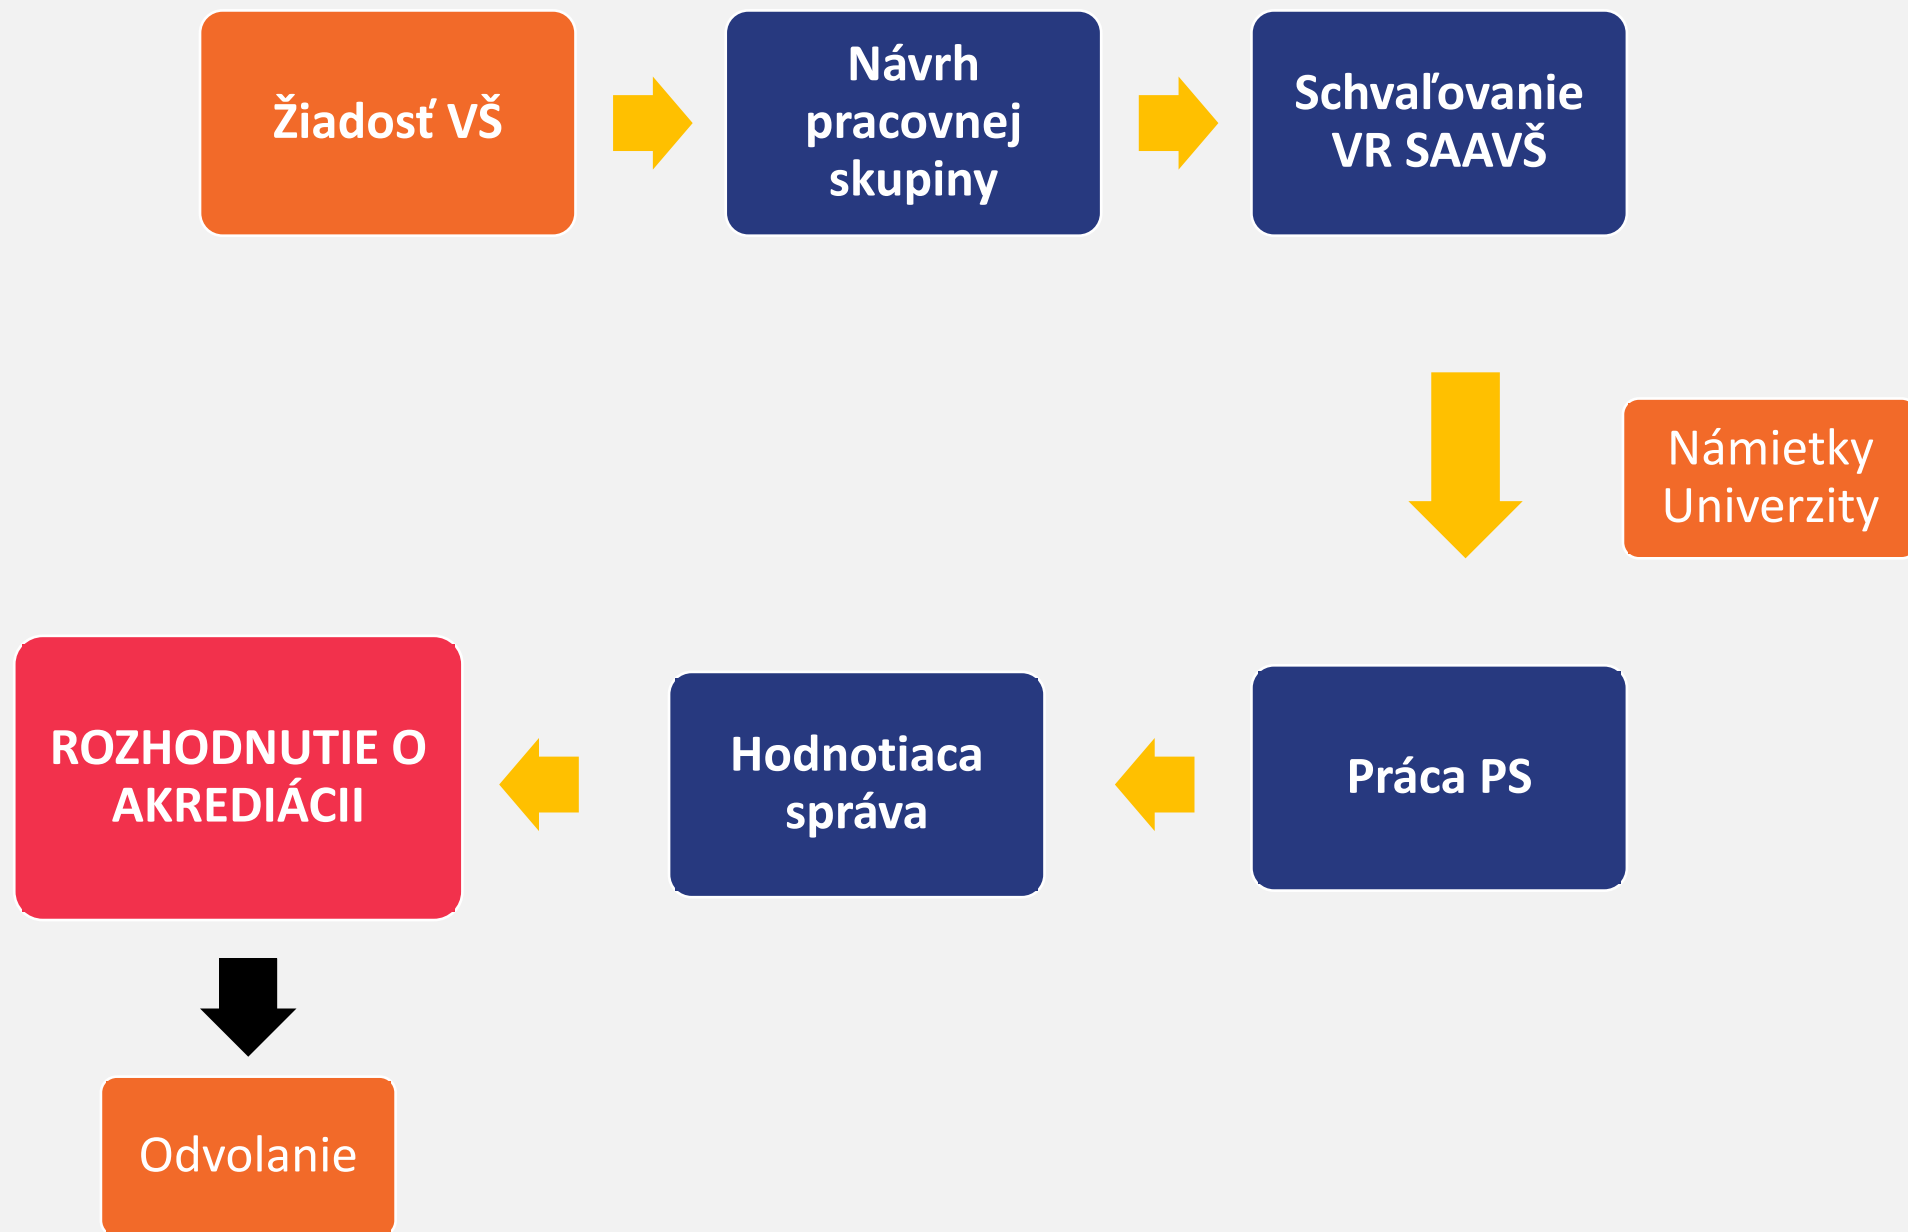 Žiadosť VŠ
Návrh
pracovnej
skupiny
Schvaľovanie
VR SAAVŠ
Námietky
Univerzity
Práca PS
Hodnotiaca
správa
ROZHODNUTIE O
AKREDIÁCII
Odvolanie